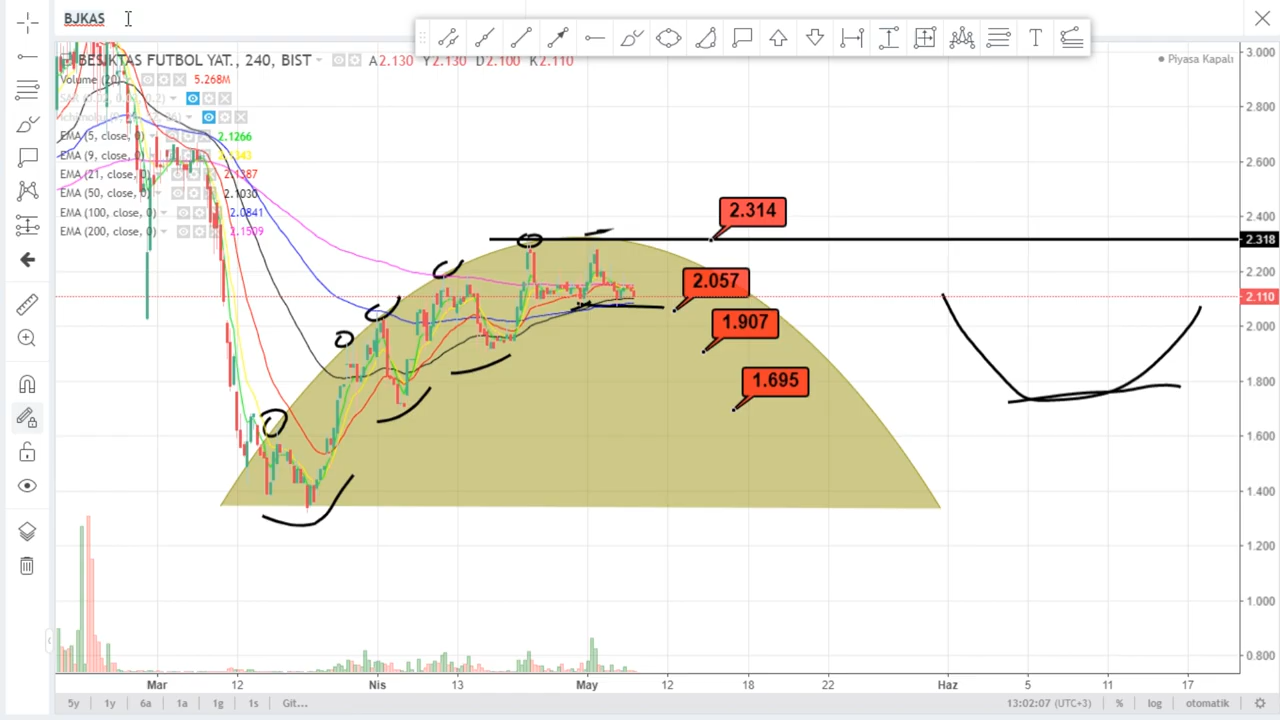 BJKAS
BEŞİKTAŞ FUTBOL YAT., 240, BIST A2.130 Y2.130 D2.100 K2.110
Piyasa Kapalı
Volume (20) 5.268M
EMA (5, close, 0) 2.1266
EMA (9, close, 0)
EMA (21, close, 0) 2.1387
EMA (50, close, 0) 2.1030
EMA (100, close, 0) 2.0841
EMA (200, close, 0) 2.1509
2.314
2.057
1.907
1.695
3.000
2.800
2.600
2.400
2.318
2.200
2.110
2.000
1.800
1.600
1.400
1.200
1.000
0.800
Mar 12 Nis 13 May 12 18 22 Haz 5 11 17
5y 1y 6a 1a 1g 1s Git... 13:02:07 (UTC+3) % log otomatik
T